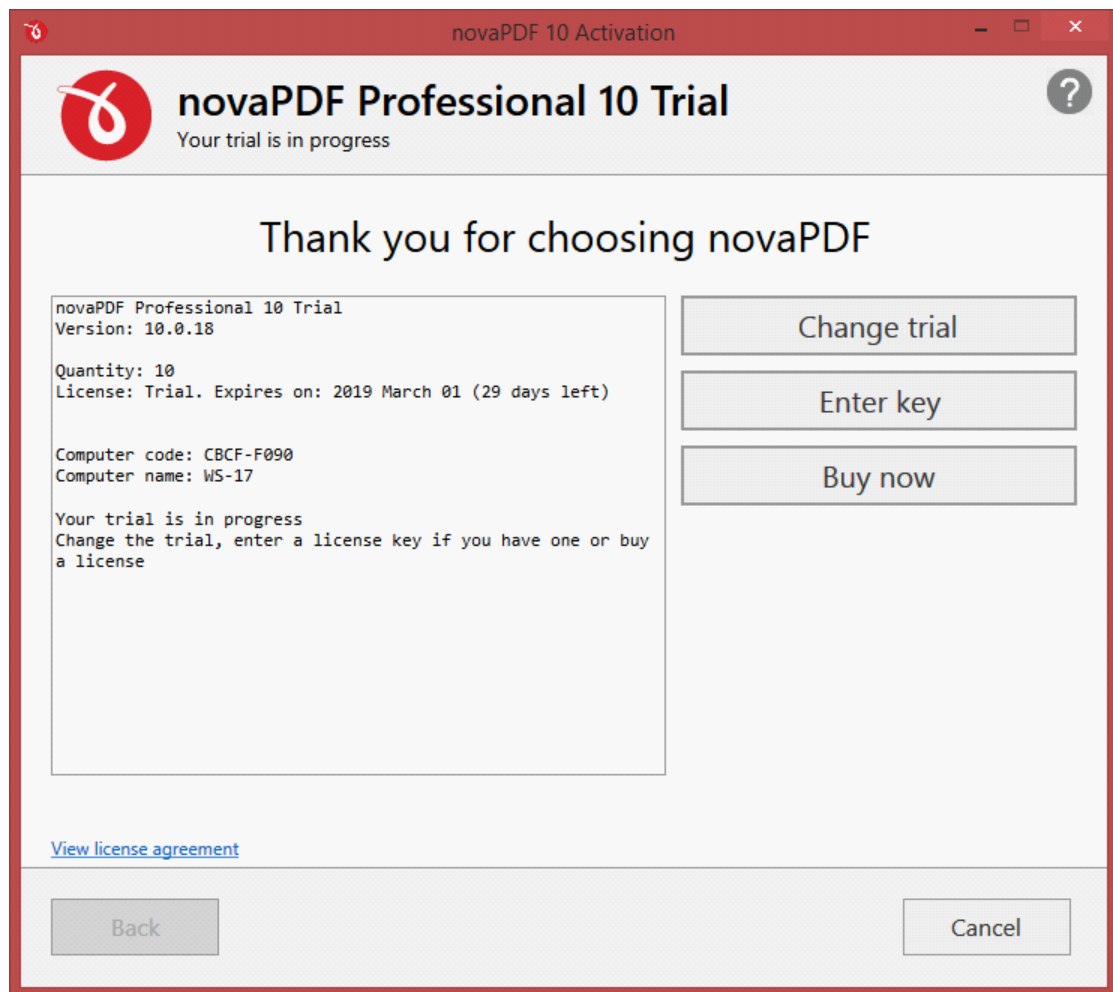 novaPDF 10 Activation
novaPDF Professional 10 Trial
Your trial is in progress
?
Thank you for choosing novaPDF
novaPDF Professional 10 Trial
Version: 10.0.18
Quantity: 10
License: Trial. Expires on: 2019 March 01 (29 days left)
Computer code: CBCF-F090
Computer name: WS-17
Your trial is in progress
Change the trial, enter a license key if you have one or buy
a license
Change trial
Enter key
Buy now
View license agreement
Back
Cancel